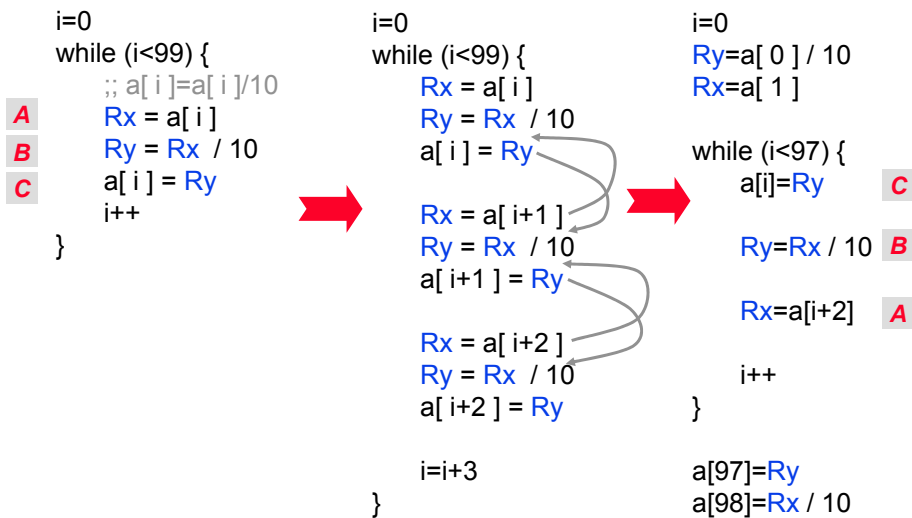 i=0
while (i<99) {
;; a[ i ]=a[ i ]/10
A Rx = a[ i ]
B Ry = Rx / 10
C a[ i ] = Ry
i++
}
i=0
while (i<99) {
Rx = a[ i ]
Ry = Rx / 10
a[ i ] = Ry
Rx = a[ i+1 ]
Ry = Rx / 10
a[ i+1 ] = Ry
Rx = a[ i+2 ]
Ry = Rx / 10
a[ i+2 ] = Ry
i=i+3
}
i=0
Ry=a[ 0 ] / 10
Rx=a[ 1 ]
while (i<97) {
a[i]=Ry C
Ry=Rx / 10 B
Rx=a[i+2] A
i++
}
a[97]=Ry
a[98]=Rx / 10